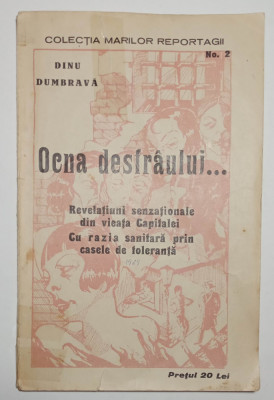 COLECȚIA MARILOR REPORTAGII
No. 2
DINU
DUMBRAVĂ
Ocna desfrâului...
Revelațiuni senzaționale
din vieața Capitalei
Cu razia sanitară prin
casele de toleranță
Prețul 20 Lei